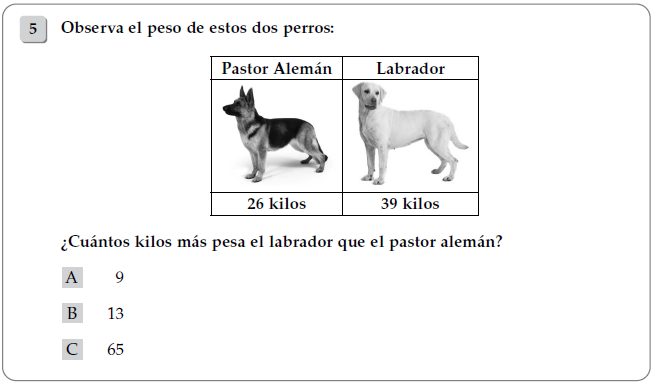 5 Observa el peso de estos dos perros:
Pastor Alemán Labrador
26 kilos 39 kilos
¿Cuántos kilos más pesa el labrador que el pastor alemán?
A 9
B 13
C 65